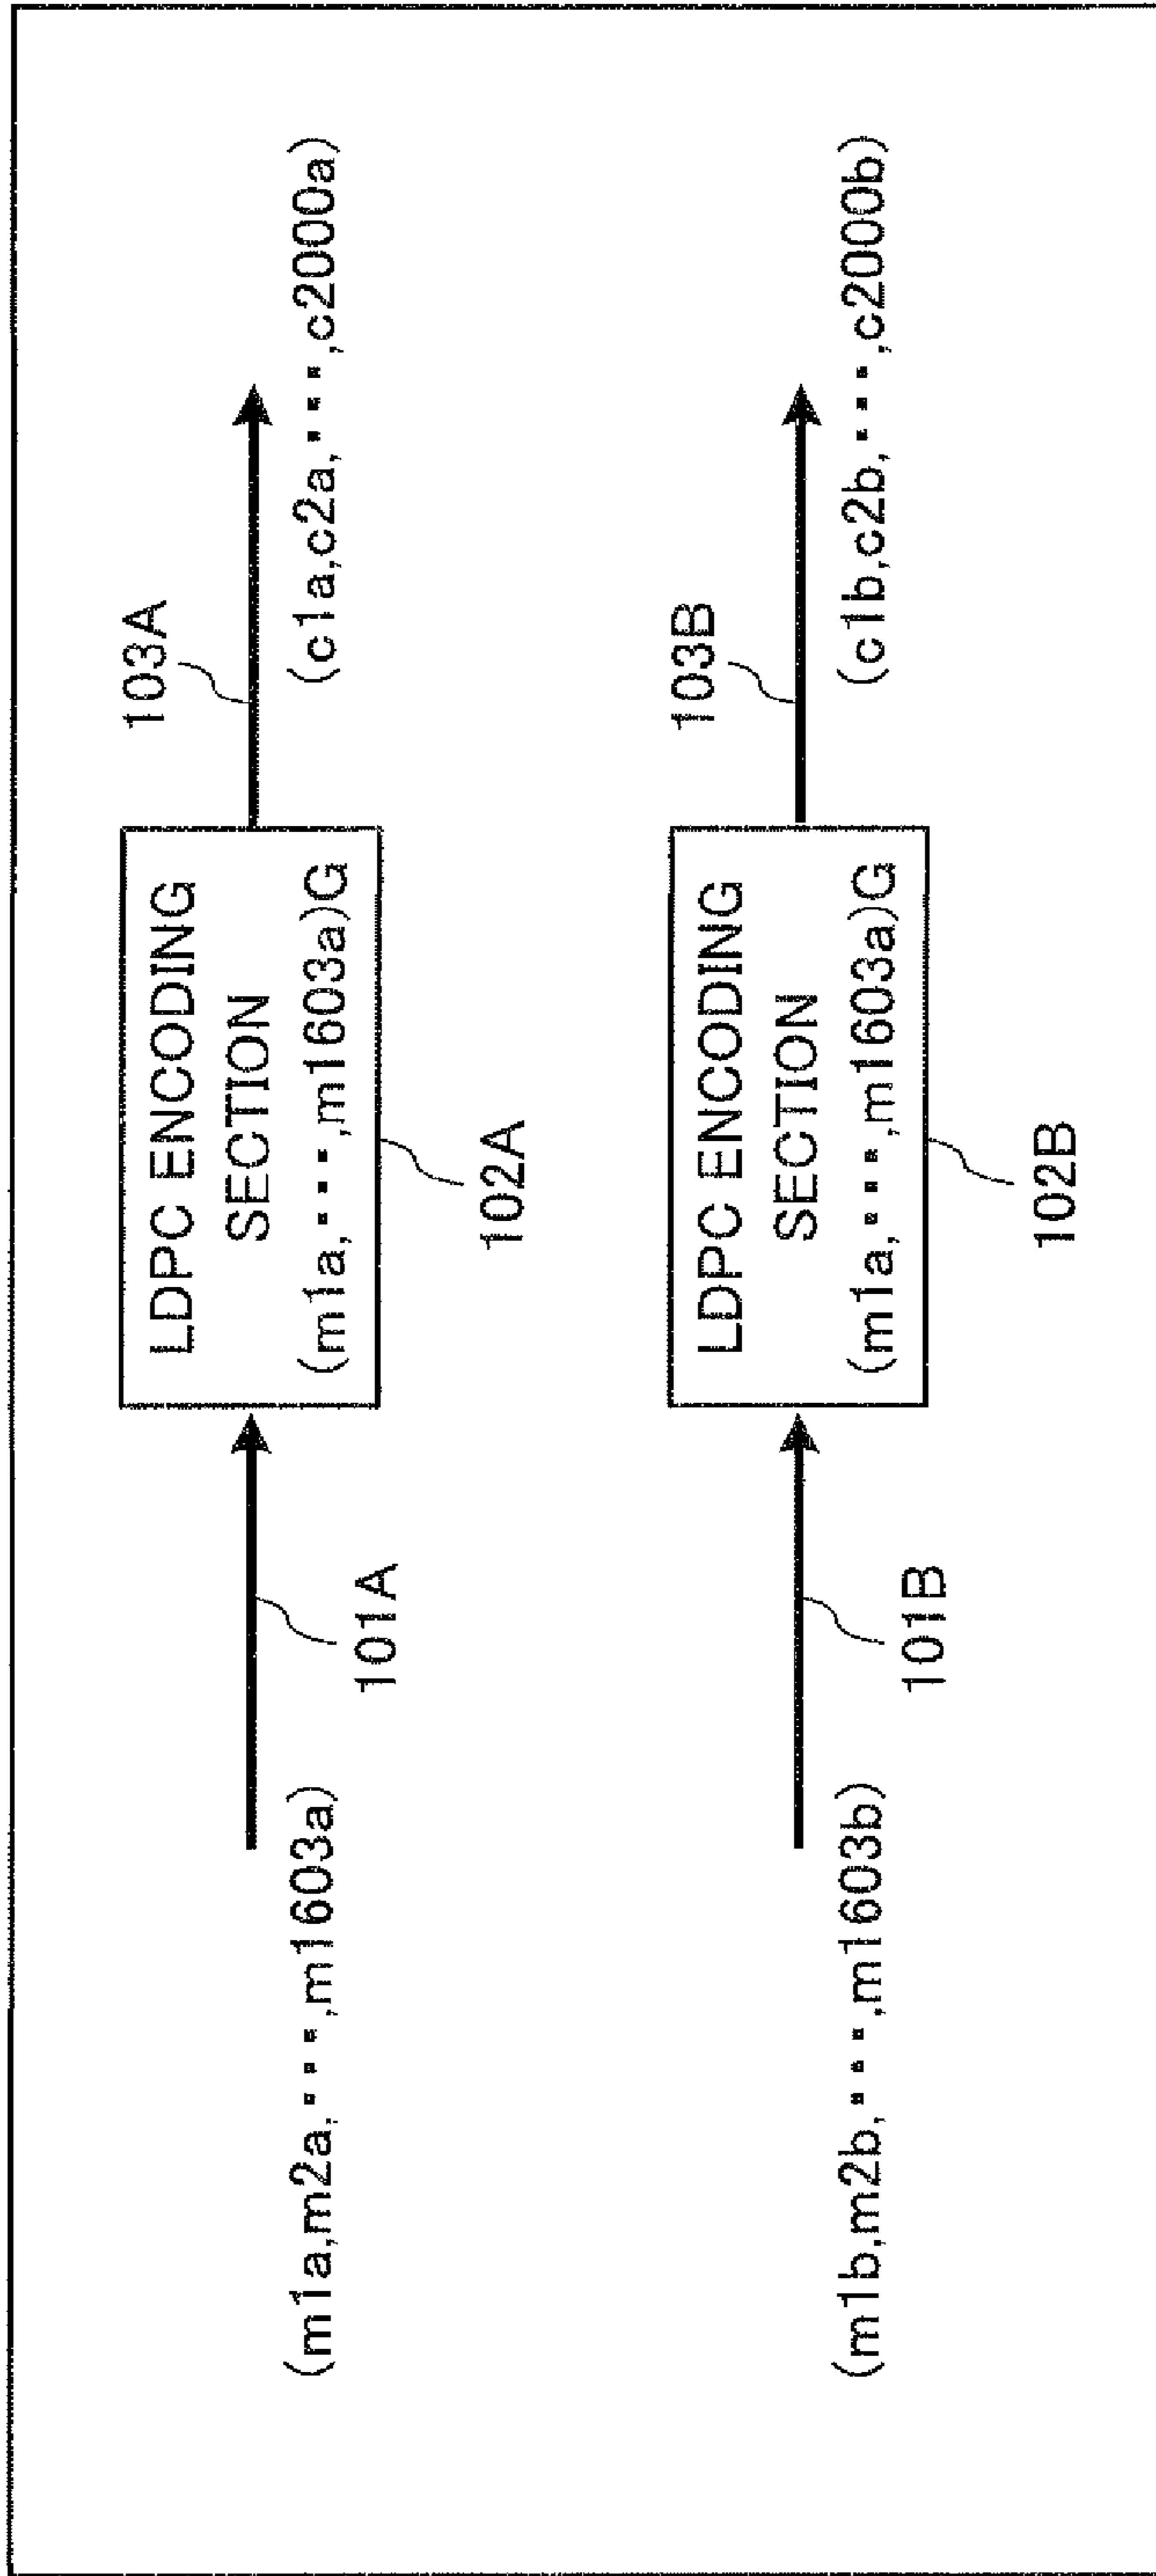 103A
LDPC ENCODING
SECTION
(m1a,･･･,m1603a)G
(m1a,m2a,･･･,m1603a)
(c1a,c2a,･･･,c2000a)
101A
102A
103B
LDPC ENCODING
SECTION
(m1a,･･･,m1603a)G
(m1b,m2b,･･･,m1603b)
(c1b,c2b,･･･,c2000b)
101B
102B